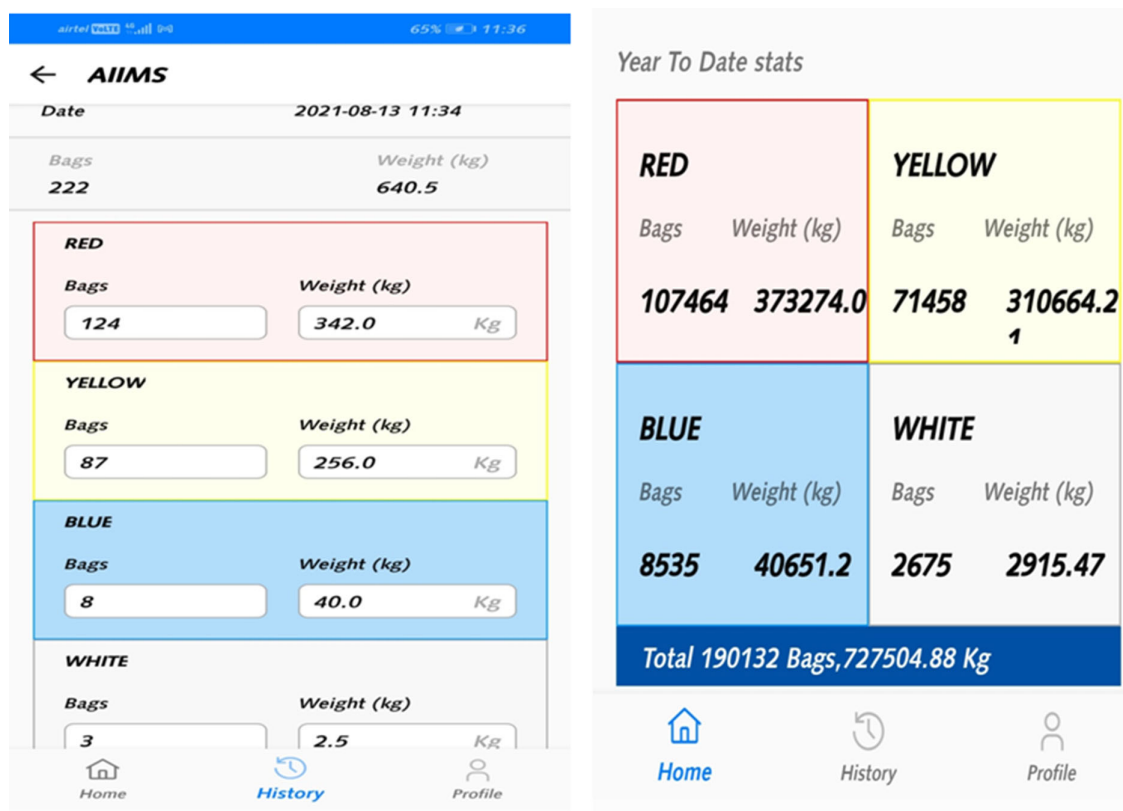 airtel VoLTE 4G 65% 11:36
← AIIMS
Date 2021-08-13 11:34
Bags Weight (kg)
222 640.5
RED
Bags Weight (kg)
124 342.0 Kg
YELLOW
Bags Weight (kg)
87 256.0 Kg
BLUE
Bags Weight (kg)
8 40.0 Kg
WHITE
Bags Weight (kg)
3 2.5 Kg
Home History Profile
Year To Date stats
RED
Bags Weight (kg)
107464 373274.0
YELLOW
Bags Weight (kg)
71458 310664.2
1
BLUE
Bags Weight (kg)
8535 40651.2
WHITE
Bags Weight (kg)
2675 2915.47
Total 190132 Bags,727504.88 Kg
Home History Profile